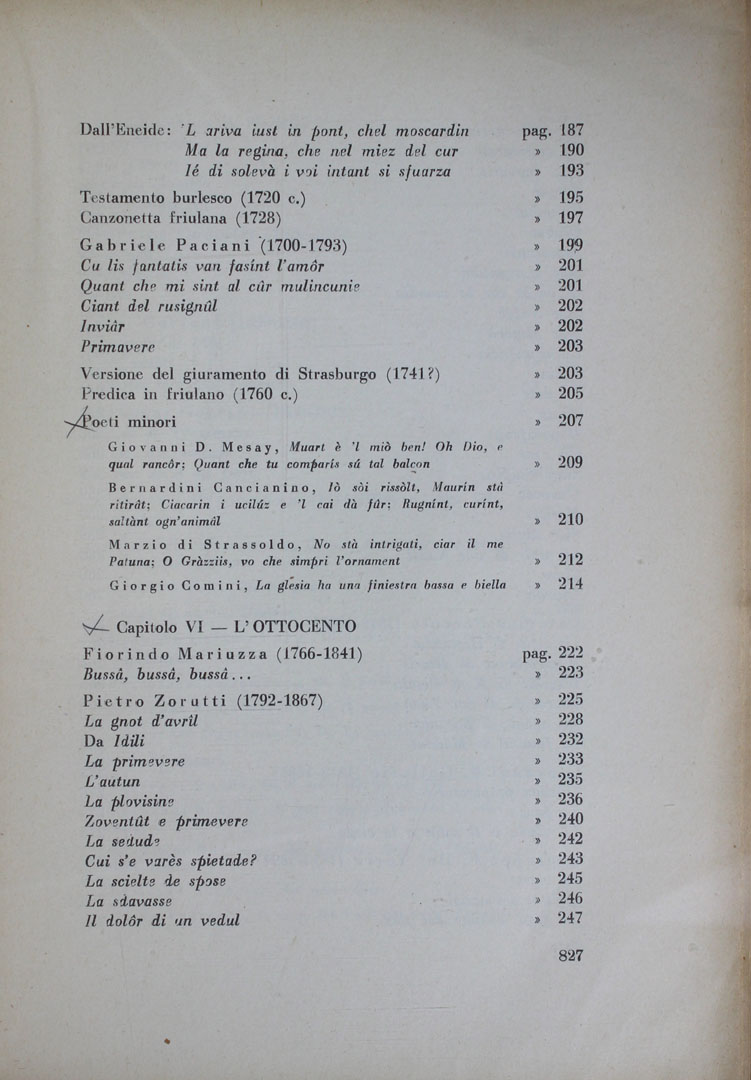 Dall'Eneide: 'L ariva iust in pont, chel moscardin pag. 187
Ma la regina, che nel miez del cur » 190
Ié di solevà i voi intant si sfuarza » 193
Testamento burlesco (1720 c.) » 195
Canzonetta friulana (1728) » 197
Gabriele Paciani (1700-1793) » 199
Cu lis fantatis van fasint l'amôr » 201
Quant che mi sint al cûr mulincunie » 201
Ciant del rusignûl » 202
Inviâr » 202
Primavere » 203
Versione del giuramento di Strasburgo (1741?) » 203
Predica in friulano (1760 c.) » 205
Poeti minori » 207
Giovanni D. Mesay, Muart è 'l miò ben! Oh Dio, e
qual rancôr; Quant che tu comparís sú tal balcon » 209
Bernardini Cancianino, Iò sòi rissòlt, Maurín stà
ritirât; Ciacarin i ucilúz e 'l cai dà fûr; Rugnínt, curínt,
saltànt ogn'animâl » 210
Marzio di Strassoldo, No stà intrigati, ciar il me
Patuna; O Gràzziis, vo che simpri l'ornament » 212
Giorgio Comini, La glesia ha una finiestra bassa e biella » 214
Capitolo VI — L'OTTOCENTO
Fiorindo Mariuzza (1766-1841) pag. 222
Bussâ, bussâ, bussâ... » 223
Pietro Zorutti (1792-1867) » 225
La gnot d'avrîl » 228
Da Idili » 232
La primevere » 233
L'autun » 235
La plovisine » 236
Zoventût e primevere » 240
La sedude » 242
Cui s'e varès spietade? » 243
La scielte de spose » 245
La sdavasse » 246
Il dolôr di un vedul » 247
827